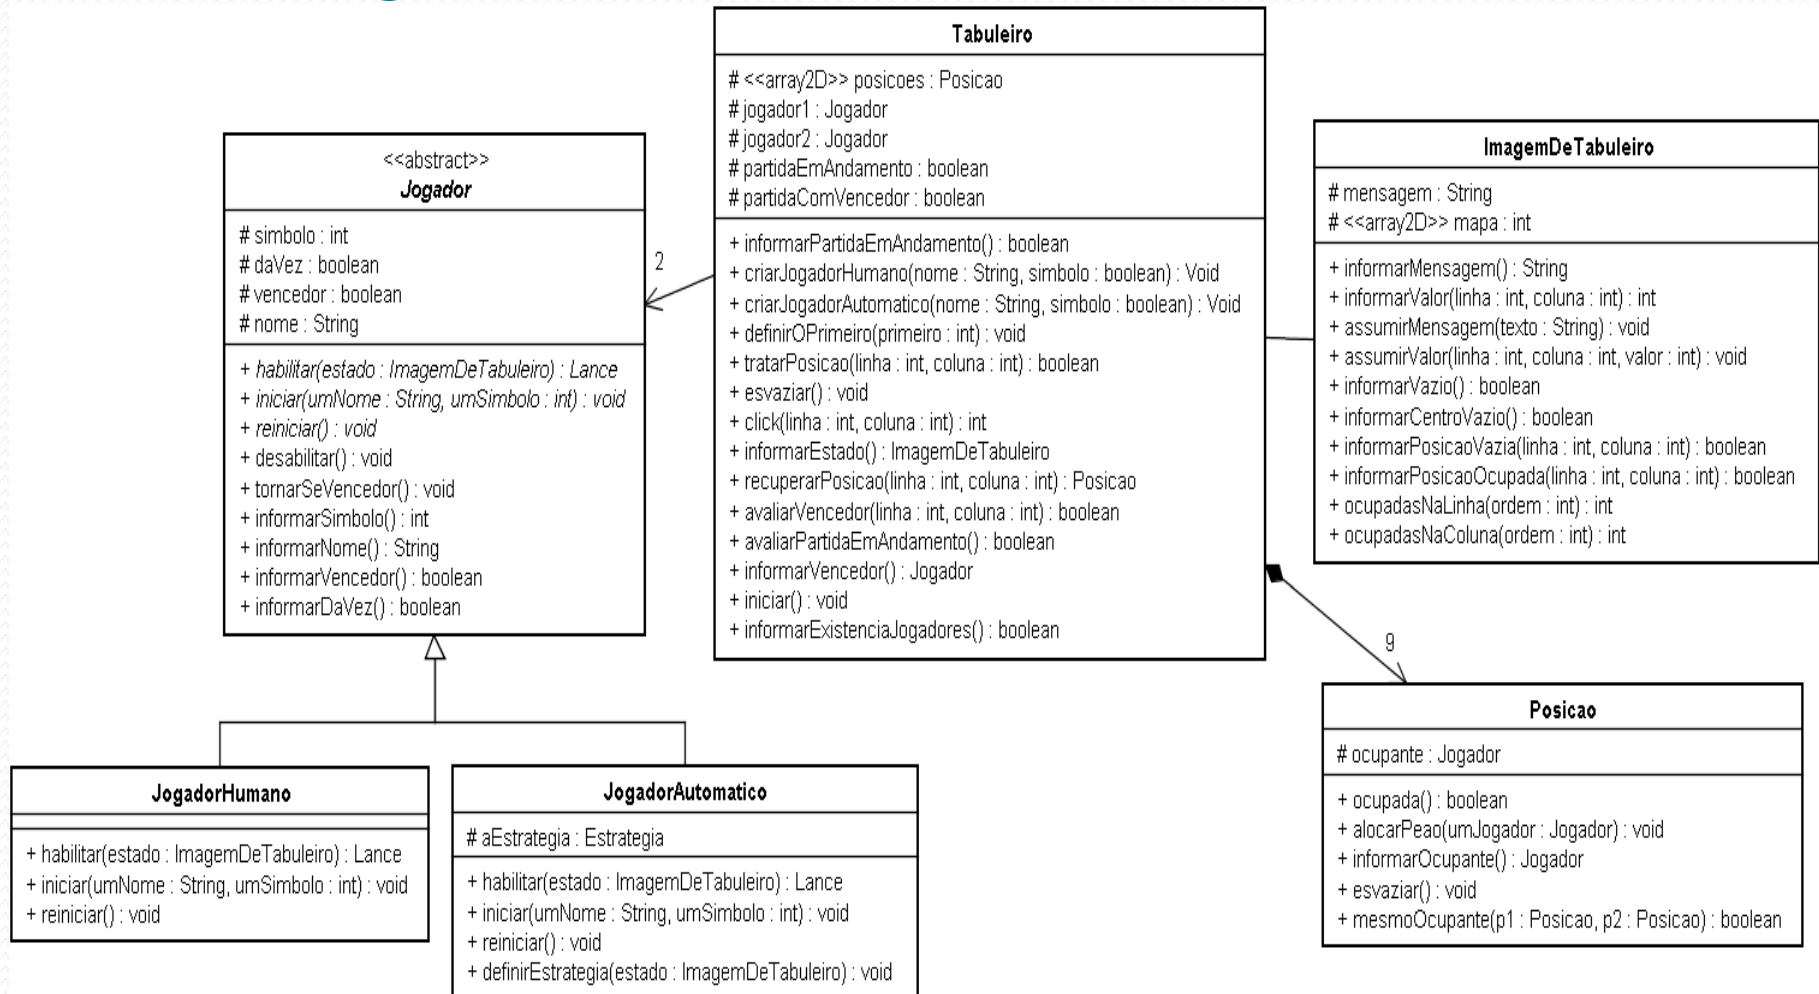 Tabuleiro
# <<array2D>> posicoes : Posicao
# jogador1 : Jogador
# jogador2 : Jogador
# partidaEmAndamento : boolean
# partidaComVencedor : boolean
+ informarPartidaEmAndamento() : boolean
+ criarJogadorHumano(nome : String, simbolo : boolean) : Void
+ criarJogadorAutomatico(nome : String, simbolo : boolean) : Void
+ definirOPrimeiro(primeiro : int) : void
+ tratarPosicao(linha : int, coluna : int) : boolean
+ esvaziar() : void
+ click(linha : int, coluna : int) : int
+ informarEstado() : ImagemDeTabuleiro
+ recuperarPosicao(linha : int, coluna : int) : Posicao
+ avaliarVencedor(linha : int, coluna : int) : boolean
+ avaliarPartidaEmAndamento() : boolean
+ informarVencedor() : Jogador
+ iniciar() : void
+ informarExistenciaJogadores() : boolean
<<abstract>>
Jogador
# simbolo : int
# daVez : boolean
# vencedor : boolean
# nome : String
+ habilitar(estado : ImagemDeTabuleiro) : Lance
+ iniciar(umNome : String, umSimbolo : int) : void
+ reiniciar() : void
+ desabilitar() : void
+ tornarSeVencedor() : void
+ informarSimbolo() : int
+ informarNome() : String
+ informarVencedor() : boolean
+ informarDaVez() : boolean
2
ImagemDeTabuleiro
# mensagem : String
# <<array2D>> mapa : int
+ informarMensagem() : String
+ informarValor(linha : int, coluna : int) : int
+ assumirMensagem(texto : String) : void
+ assumirValor(linha : int, coluna : int, valor : int) : void
+ informarVazio() : boolean
+ informarCentroVazio() : boolean
+ informarPosicaoVazia(linha : int, coluna : int) : boolean
+ informarPosicaoOcupada(linha : int, coluna : int) : boolean
+ ocupadasNaLinha(ordem : int) : int
+ ocupadasNaColuna(ordem : int) : int
9
Posicao
# ocupante : Jogador
+ ocupada() : boolean
+ alocarPeao(umJogador : Jogador) : void
+ informarOcupante() : Jogador
+ esvaziar() : void
+ mesmoOcupante(p1 : Posicao, p2 : Posicao) : boolean
JogadorHumano
+ habilitar(estado : ImagemDeTabuleiro) : Lance
+ iniciar(umNome : String, umSimbolo : int) : void
+ reiniciar() : void
JogadorAutomatico
# aEstrategia : Estrategia
+ habilitar(estado : ImagemDeTabuleiro) : Lance
+ iniciar(umNome : String, umSimbolo : int) : void
+ reiniciar() : void
+ definirEstrategia(estado : ImagemDeTabuleiro) : void